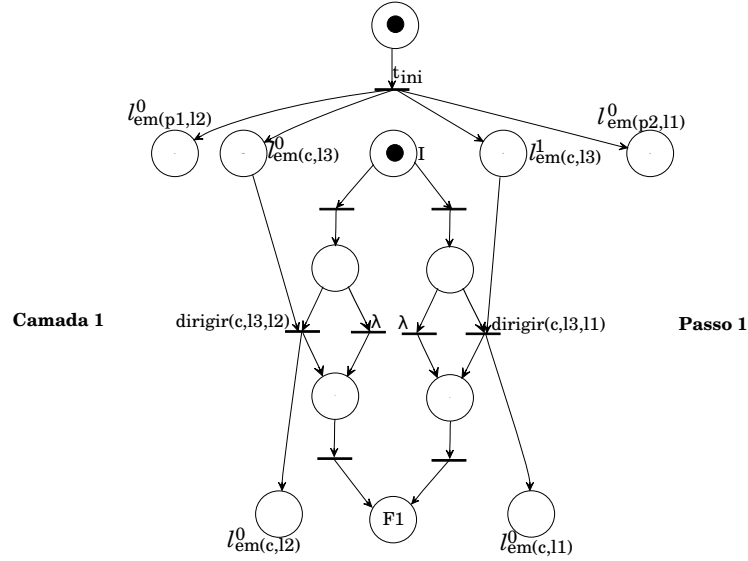 t_ini
l^0_em(p1,l2)
l^0_em(c,l3)
I
l^1_em(c,l3)
l^0_em(p2,l1)
Camada 1
dirigir(c,l3,l2)
λ
λ
dirigir(c,l3,l1)
Passo 1
l^0_em(c,l2)
F1
l^0_em(c,l1)